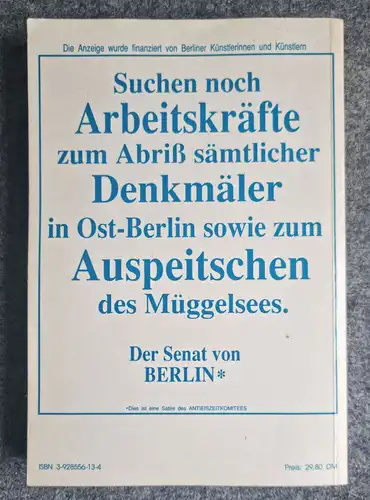 Die Anzeige wurde finanziert von Berliner Künstlerinnen und Künstlern
Suchen noch
Arbeitskräfte
zum Abriß sämtlicher
Denkmäler
in Ost-Berlin sowie zum
Auspeitschen
des Müggelsees.
Der Senat von
BERLIN*
*Dies ist eine Satire des ANTIEISZEITKOMITEES
ISBN 3-928556-13-4
Preis: 29,80 DM